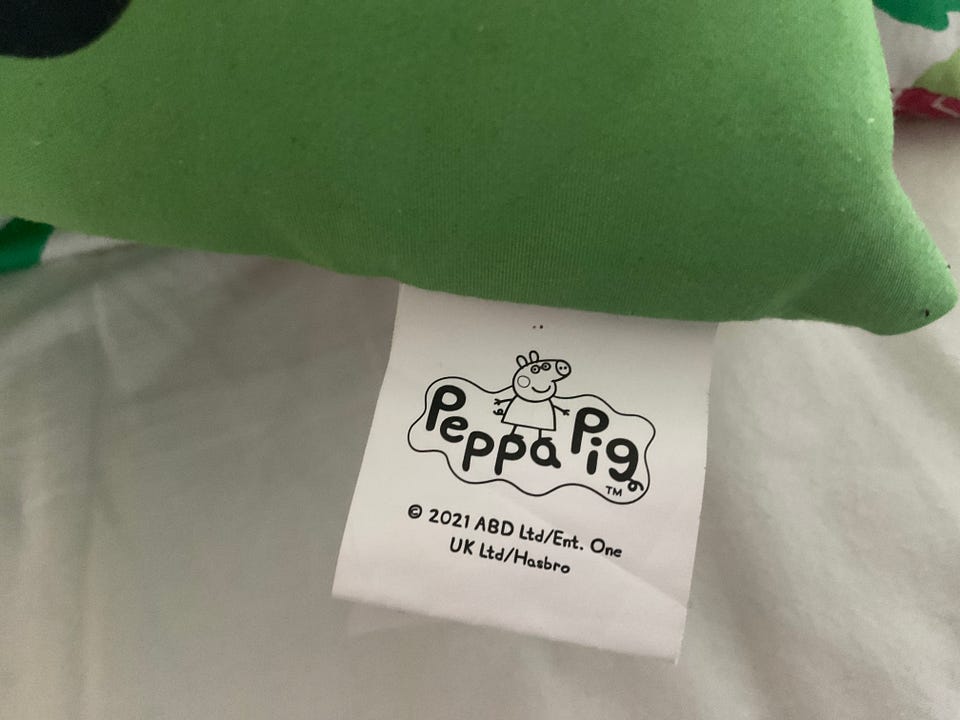 Peppa Pig
TM
© 2021 ABD Ltd/Ent. One
UK Ltd/Hasbro